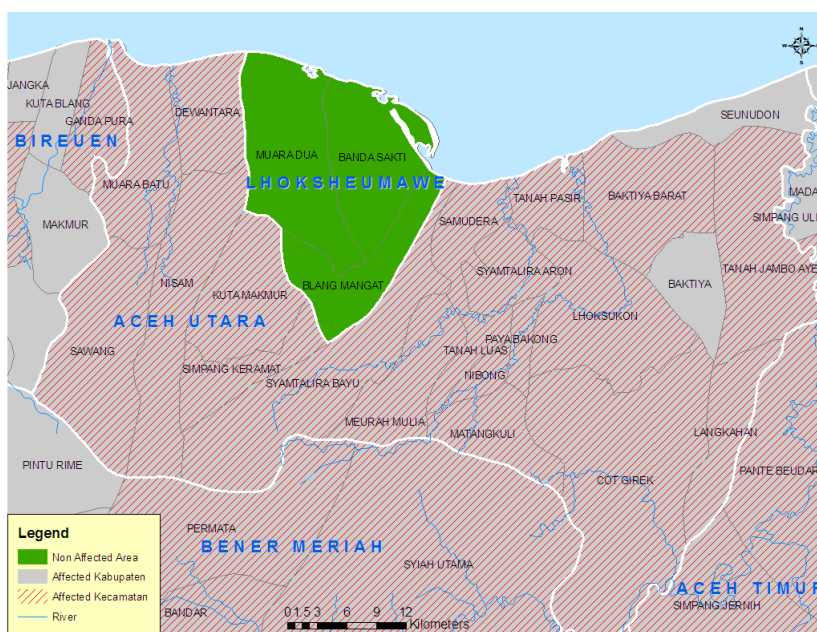 N
W
E
S
JANGKA
KUTA BLANG
GANDA PURA
DEWANTARA
SEUNUDON
BIREUEN
MUARA DUA
BANDA SAKTI
LHOKSHEUMAWE
MUARA BATU
TANAH PASIR
BAKTIYA BARAT
MADA
SIMPANG ULI
MAKMUR
SAMUDERA
SYAMTALIRA ARON
TANAH JAMBO AYE
NISAM
KUTA MAKMUR
BLANG MANGAT
BAKTIYA
ACEH UTARA
LHOKSUKON
PAYA BAKONG
SAWANG
TANAH LUAS
SIMPANG KERAMAT
NIBONG
SYAMTALIRA BAYU
MEURAH MULIA
MATANGKULI
LANGKAHAN
PINTU RIME
PANTE BEUDAR
COT GIREK
PERMATA
BENER MERIAH
SYIAH UTAMA
ACEH TIMUR
SIMPANG JERNIH
BANDAR
Legend
Non Affected Area
Affected Kabupaten
Affected Kecamatan
River
0 1.5 3 6 9 12
Kilometers